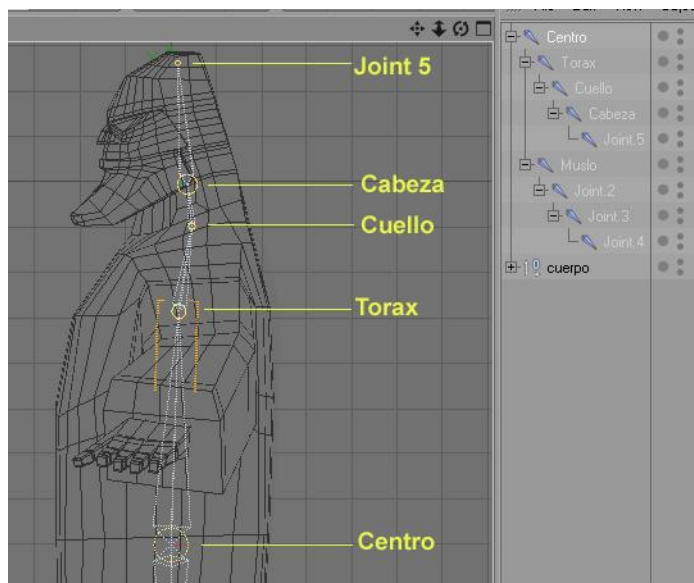 Centro
Torax
Cuello
Cabeza
Joint.5
Muslo
Joint.2
Joint.3
Joint.4
cuerpo
Joint 5
Cabeza
Cuello
Torax
Centro